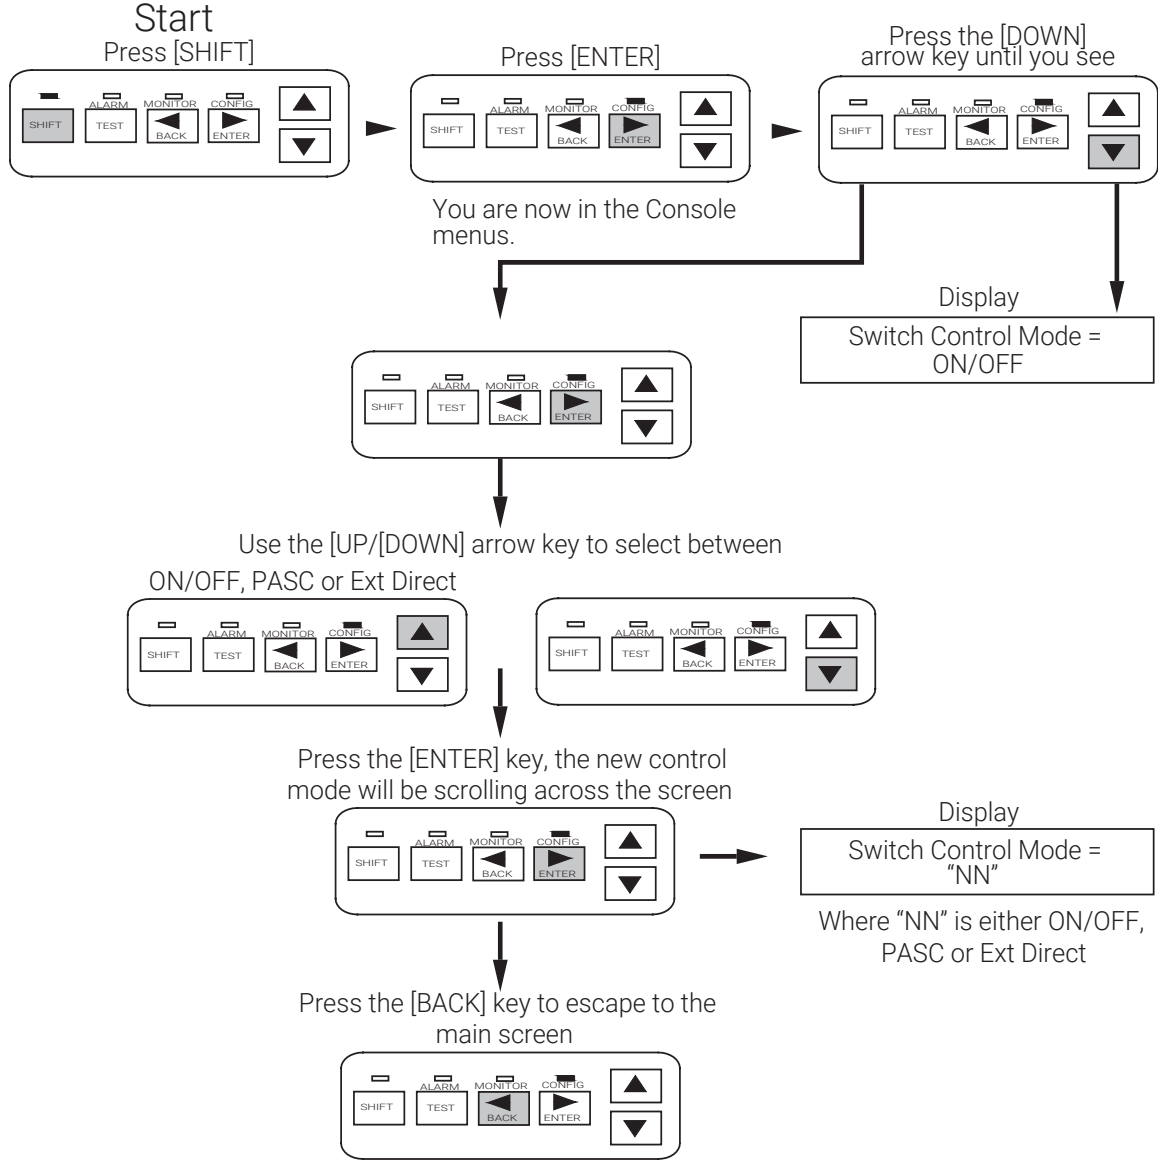 Start
Press [SHIFT]
SHIFT
ALARM
TEST
MONITOR
BACK
CONFIG
ENTER
Press [ENTER]
SHIFT
ALARM
TEST
MONITOR
BACK
CONFIG
ENTER
You are now in the Console
menus.
Press the [DOWN]
arrow key until you see
SHIFT
ALARM
TEST
MONITOR
BACK
CONFIG
ENTER
Display
Switch Control Mode =
ON/OFF
SHIFT
ALARM
TEST
MONITOR
BACK
CONFIG
ENTER
Use the [UP/[DOWN] arrow key to select between
ON/OFF, PASC or Ext Direct
SHIFT
ALARM
TEST
MONITOR
BACK
CONFIG
ENTER
SHIFT
ALARM
TEST
MONITOR
BACK
CONFIG
ENTER
Press the [ENTER] key, the new control
mode will be scrolling across the screen
SHIFT
ALARM
TEST
MONITOR
BACK
CONFIG
ENTER
Display
Switch Control Mode =
“NN”
Where “NN” is either ON/OFF,
PASC or Ext Direct
Press the [BACK] key to escape to the
main screen
SHIFT
ALARM
TEST
MONITOR
BACK
CONFIG
ENTER